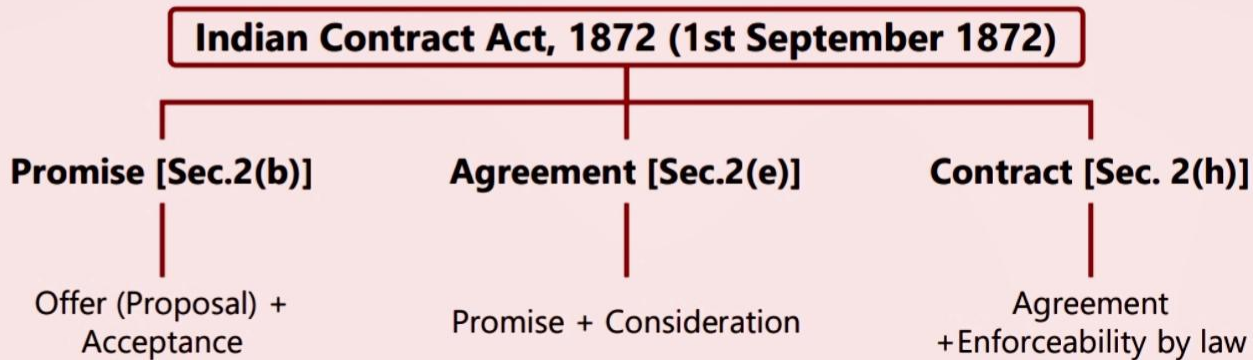 Indian Contract Act, 1872 (1st September 1872)
Promise [Sec.2(b)]
Agreement [Sec.2(e)]
Contract [Sec. 2(h)]
Offer (Proposal) +
Acceptance
Promise + Consideration
Agreement
+Enforceability by law